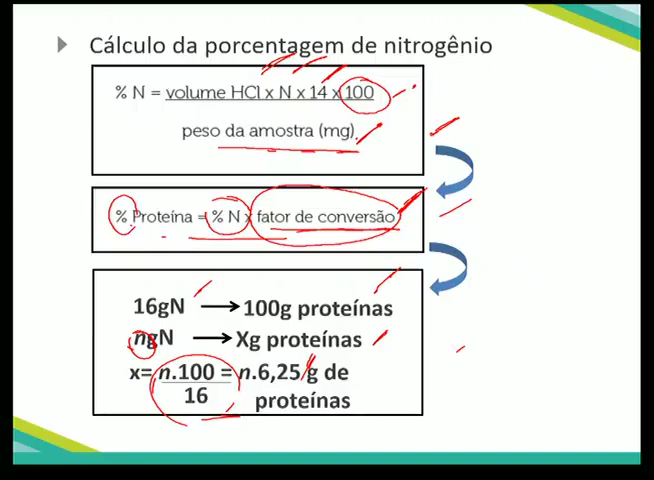 Cálculo da porcentagem de nitrogênio
% N = volume HCl x N x 14 x 100
peso da amostra (mg).
% Proteína = % N x fator de conversão
16gN → 100g proteínas
ngN → Xg proteínas
x= n.100 = n.6,25 g de
16 proteínas